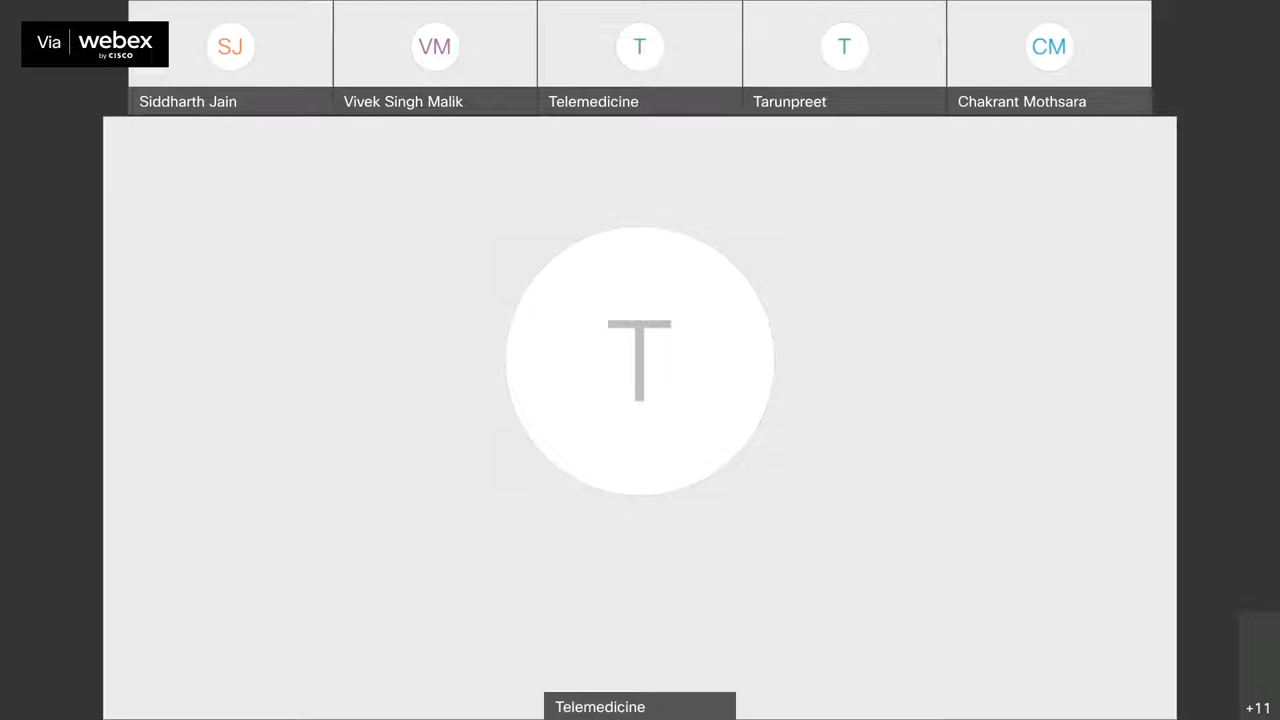 Via webex
by CISCO
SJ
VM
T
T
CM
Siddharth Jain
Vivek Singh Malik
Telemedicine
Tarunpreet
Chakrant Mothsara
T
Telemedicine
+11